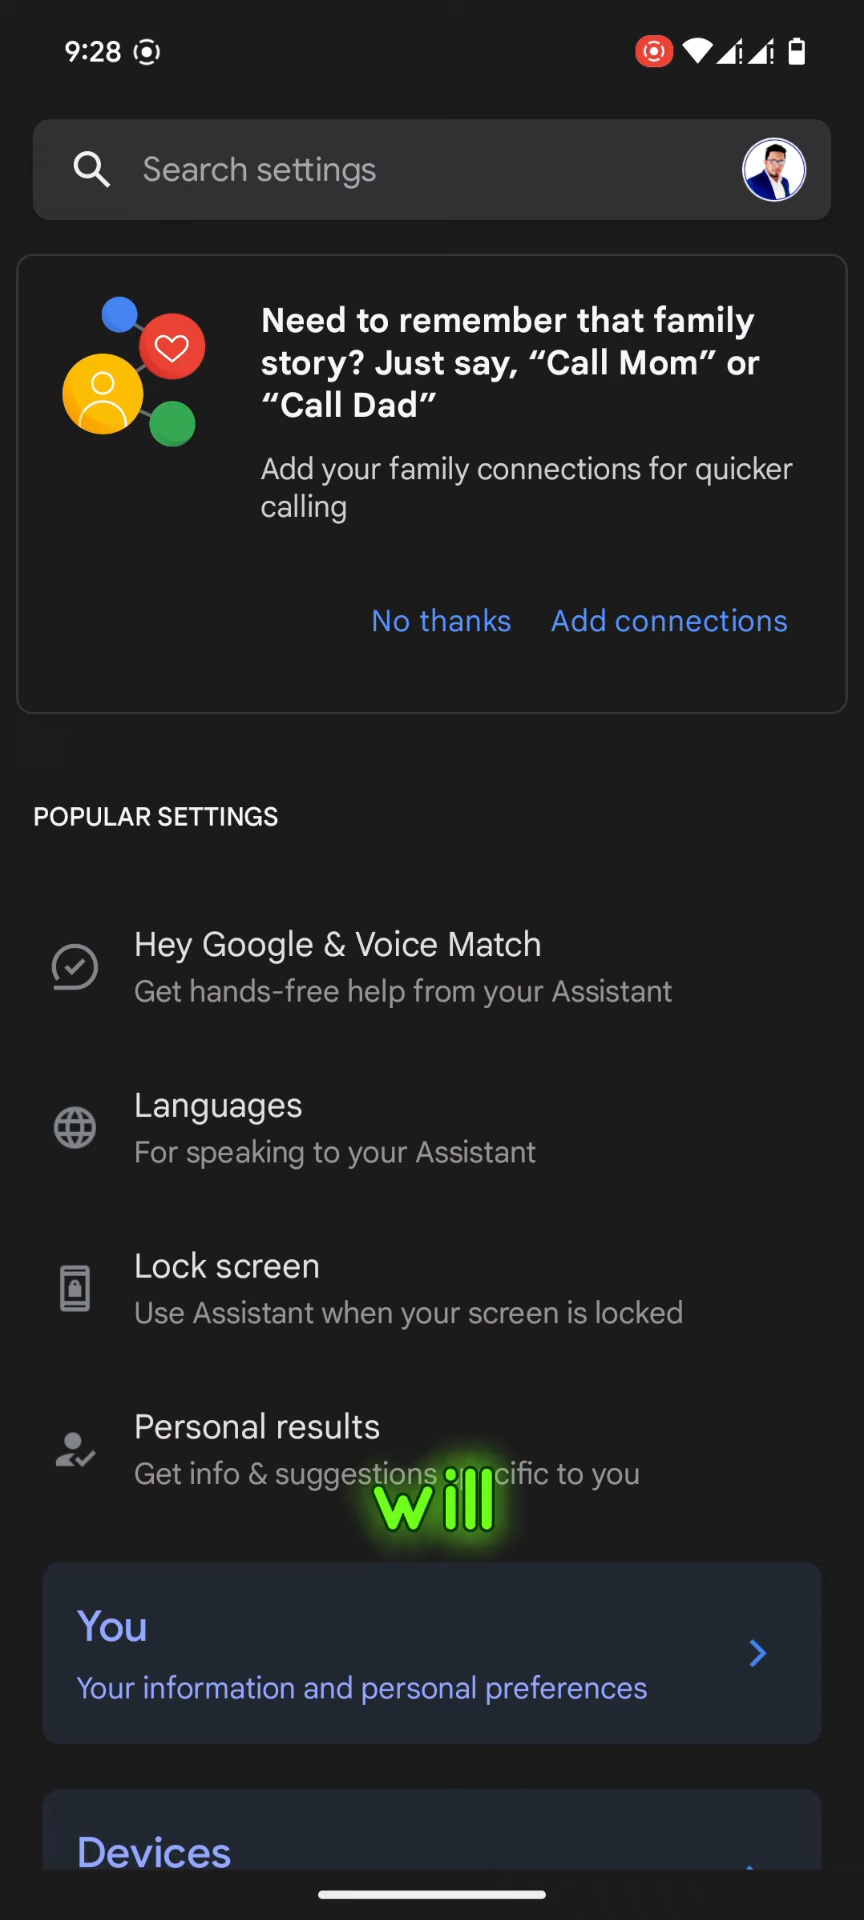 9:28
Search settings
Need to remember that family
story? Just say, “Call Mom” or
“Call Dad”
Add your family connections for quicker
calling
No thanks Add connections
POPULAR SETTINGS
Hey Google & Voice Match
Get hands-free help from your Assistant
Languages
For speaking to your Assistant
Lock screen
Use Assistant when your screen is locked
Personal results
Get info & suggestions cific to you
will
You
Your information and personal preferences
Devices